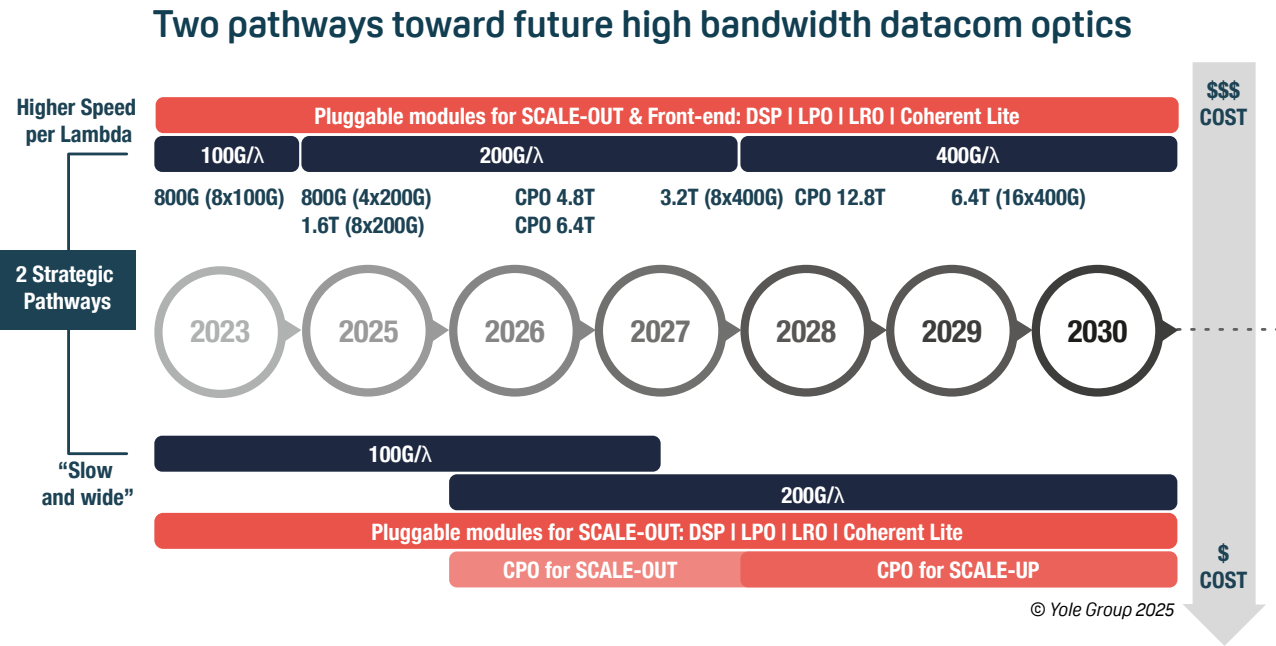 Two pathways toward future high bandwidth datacom optics
Higher Speed
per Lambda
Pluggable modules for SCALE-OUT & Front-end: DSP | LPO | LRO | Coherent Lite
$$$
COST
100G/λ
200G/λ
400G/λ
800G (8x100G)
800G (4x200G)
1.6T (8x200G)
CPO 4.8T
CPO 6.4T
3.2T (8x400G)
CPO 12.8T
6.4T (16x400G)
2 Strategic
Pathways
2023
2025
2026
2027
2028
2029
2030
“Slow
and wide”
100G/λ
200G/λ
Pluggable modules for SCALE-OUT: DSP | LPO | LRO | Coherent Lite
CPO for SCALE-OUT
CPO for SCALE-UP
$
COST
© Yole Group 2025